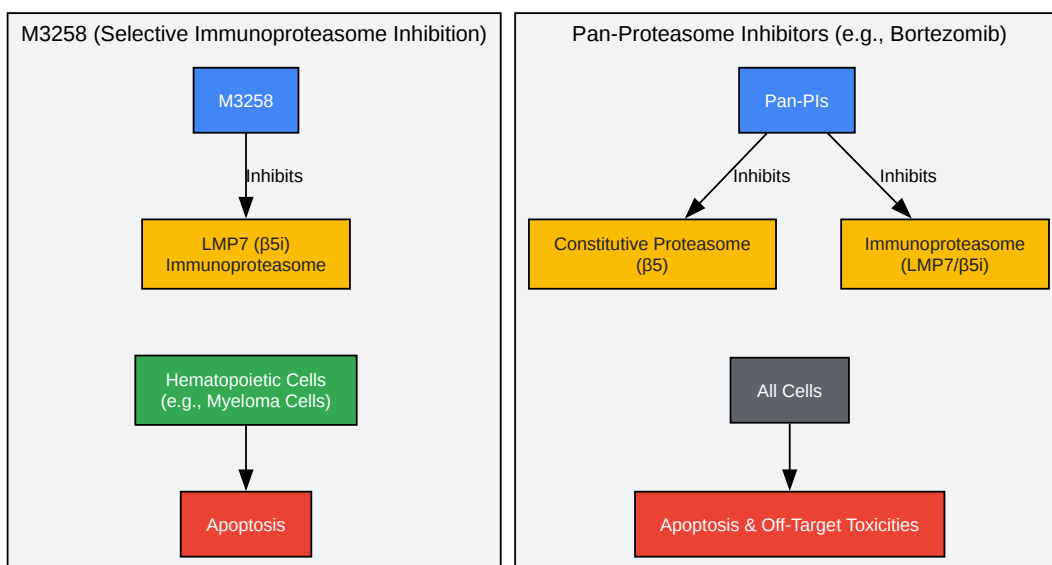 M3258 (Selective Immunoproteasome Inhibition)
M3258
Inhibits
LMP7 (β5i)
Immunoproteasome
Hematopoietic Cells
(e.g., Myeloma Cells)
Apoptosis
Pan-Proteasome Inhibitors (e.g., Bortezomib)
Pan-PIs
Inhibits
Inhibits
Constitutive Proteasome
(β5)
Immunoproteasome
(LMP7/β5i)
All Cells
Apoptosis & Off-Target Toxicities